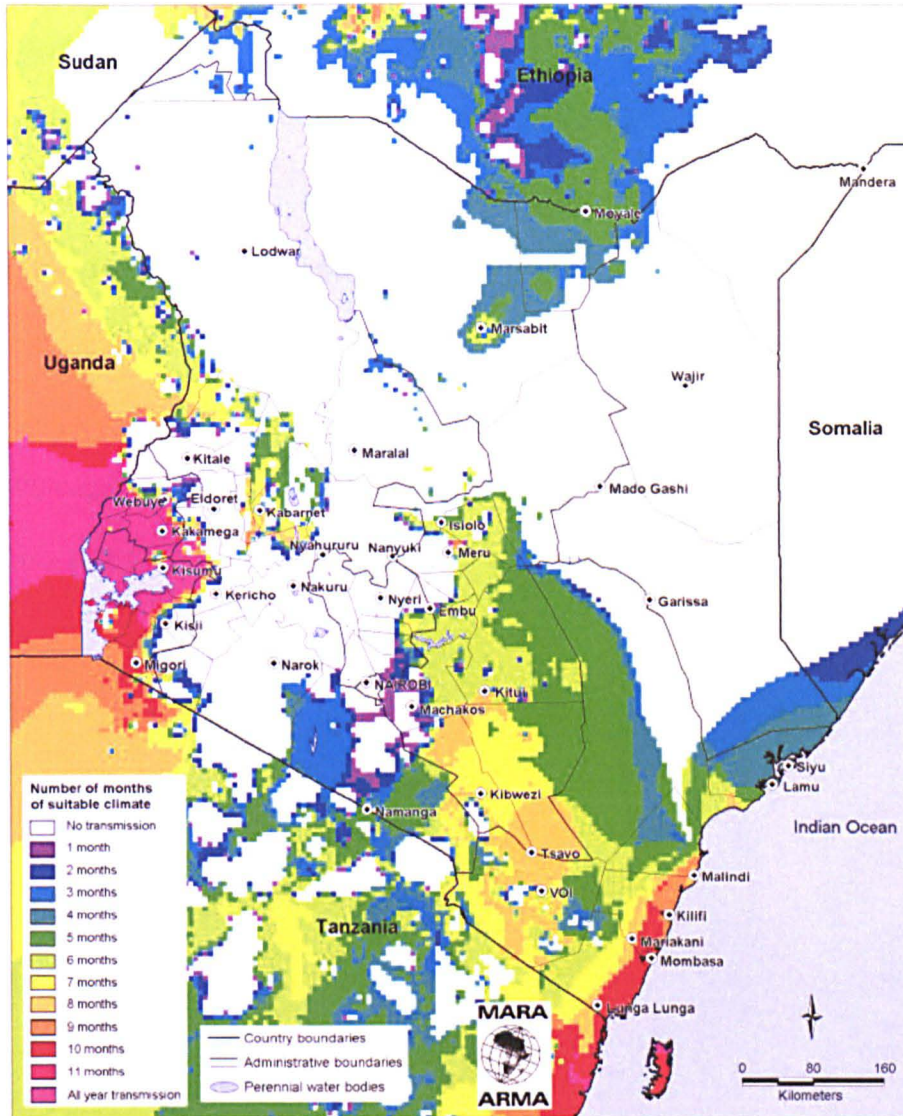 Sudan
Ethiopia
Mandera
Moyale
Lodwar
Marsabit
Uganda
Wajir
Somalia
Maralal
Kitale
Mado Gashi
Webuye
Eldoret
Kabarnet
Isiolo
Kakamega
Nyahururu
Nanyuki
Meru
Kisumu
Kericho
Nakuru
Nyeri
Embu
Garissa
Kisii
Migori
Narok
NAIROBI
Kitui
Machakos
Siyu
Lamu
Kibwezi
Namanga
Indian Ocean
Tsavo
Malindi
VOI
Kilifi
Tanzania
Mariakani
Mombasa
Lunga Lunga
Number of months
of suitable climate
No transmission
1 month
2 months
3 months
4 months
5 months
6 months
7 months
8 months
9 months
10 months
11 months
All year transmission
Country boundaries
Administrative boundaries
Perennial water bodies
MARA
ARMA
0 40 80 160
Kilometers